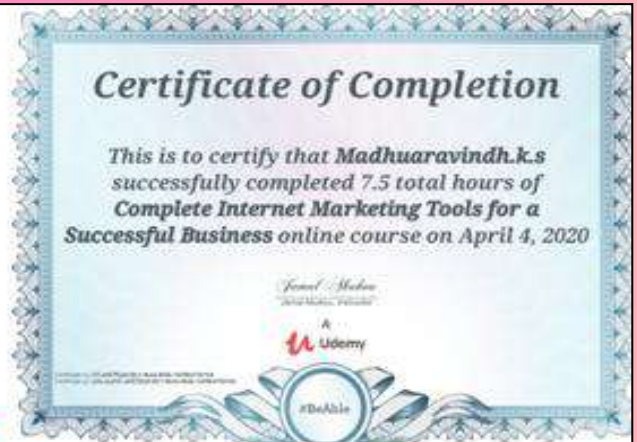 Certificate of Completion
This is to certify that Madhuaravindh.k.s
successfully completed 7.5 total hours of
Complete Internet Marketing Tools for a
Successful Business online course on April 4, 2020
&
Udemy
#BeAble